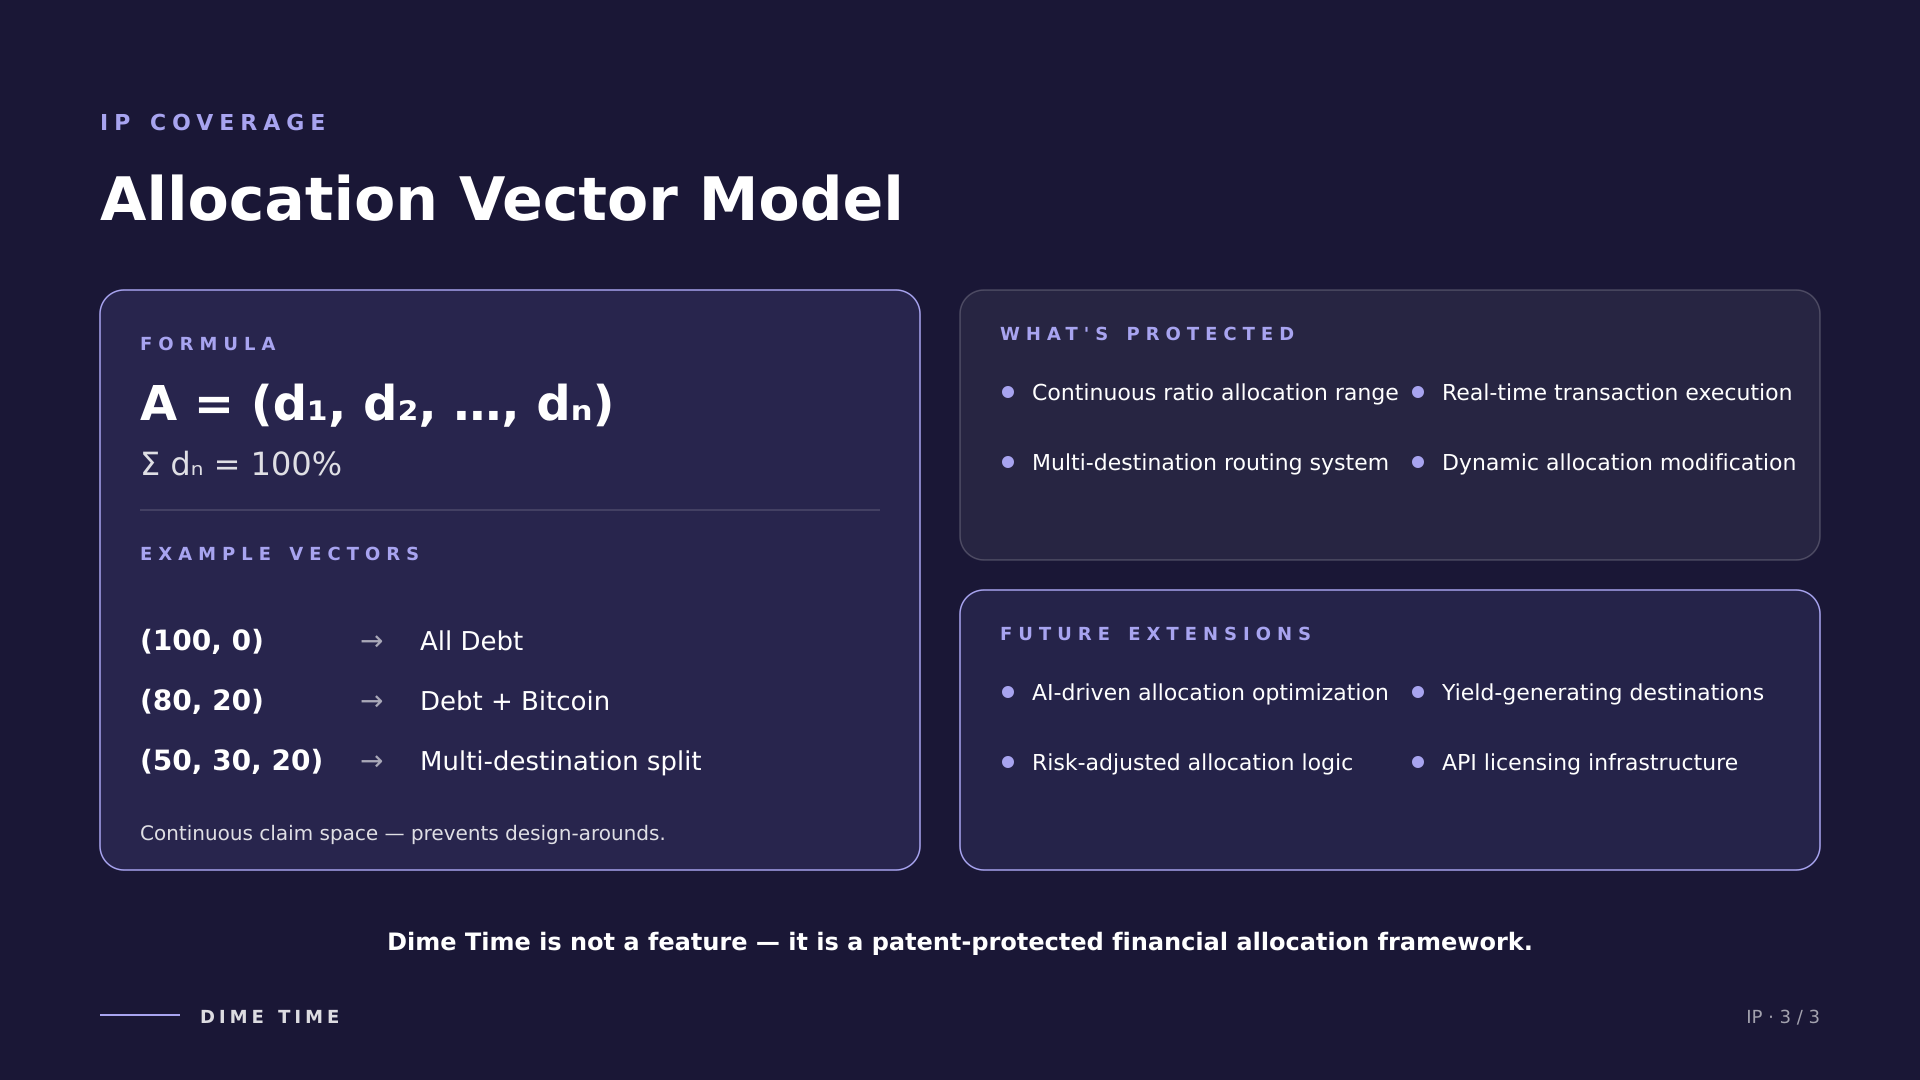 IP COVERAGE
Allocation Vector Model
FORMULA
A = (d₁, d₂, …, dₙ)
Σ dₙ = 100%
EXAMPLE VECTORS
(100, 0) → All Debt
(80, 20) → Debt + Bitcoin
(50, 30, 20) → Multi-destination split
Continuous claim space — prevents design-arounds.
WHAT'S PROTECTED
Continuous ratio allocation range
Real-time transaction execution
Multi-destination routing system
Dynamic allocation modification
FUTURE EXTENSIONS
AI-driven allocation optimization
Yield-generating destinations
Risk-adjusted allocation logic
API licensing infrastructure
Dime Time is not a feature — it is a patent-protected financial allocation framework.
DIME TIME
IP · 3 / 3